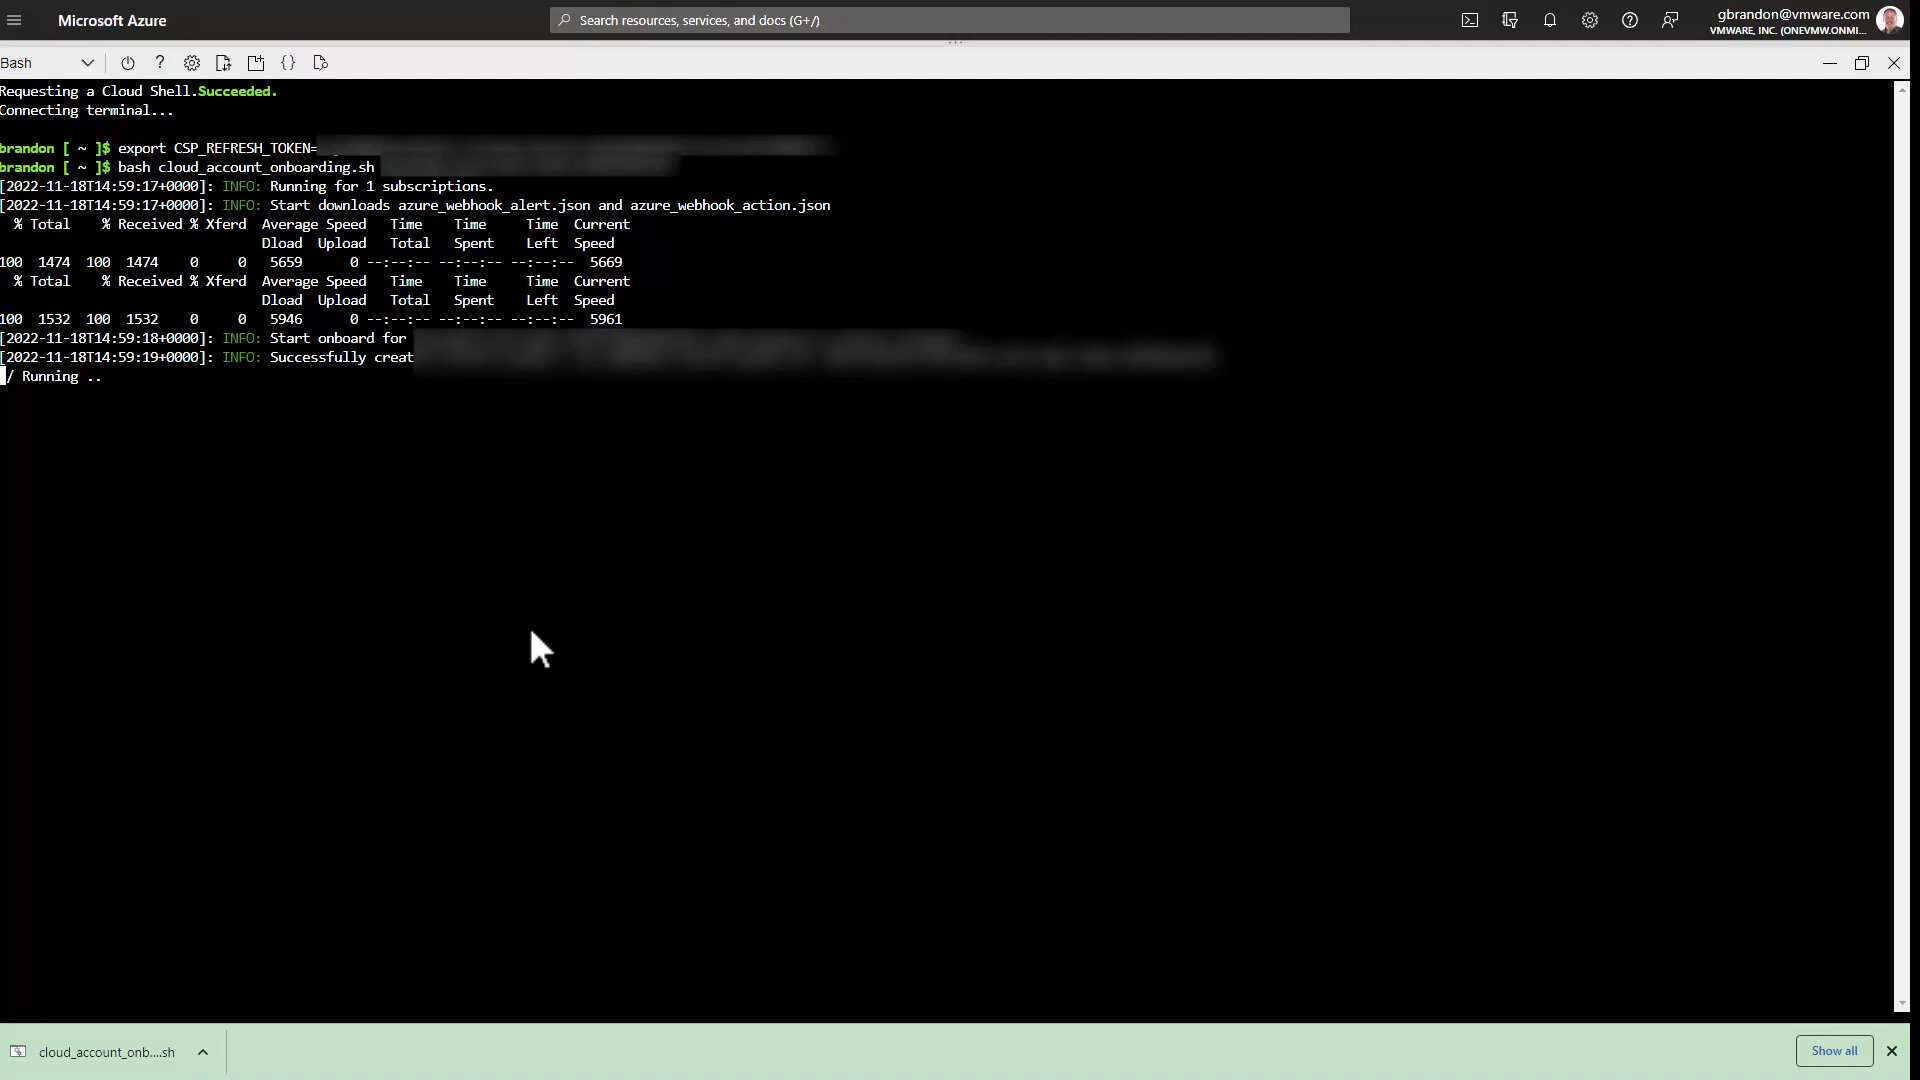 Microsoft Azure
Search resources, services, and docs (G+/)
gbrandon@vmware.com
VMWARE, INC. (ONEVMW.ONMI...
Bash
Requesting a Cloud Shell.Succeeded.
Connecting terminal...
brandon [ ~ ]$ export CSP_REFRESH_TOKEN=
brandon [ ~ ]$ bash cloud_account_onboarding.sh
[2022-11-18T14:59:17+0000]: INFO: Running for 1 subscriptions.
[2022-11-18T14:59:17+0000]: INFO: Start downloads azure_webhook_alert.json and azure_webhook_action.json
% Total % Received % Xferd Average Speed Time Time Time Current
Dload Upload Total Spent Left Speed
100 1474 100 1474 0 0 5659 0 --:--:-- --:--:-- --:--:-- 5669
% Total % Received % Xferd Average Speed Time Time Time Current
Dload Upload Total Spent Left Speed
100 1532 100 1532 0 0 5946 0 --:--:-- --:--:-- --:--:-- 5961
[2022-11-18T14:59:18+0000]: INFO: Start onboard for
[2022-11-18T14:59:19+0000]: INFO: Successfully creat
/ Running ..
cloud_account_onb....sh
Show all